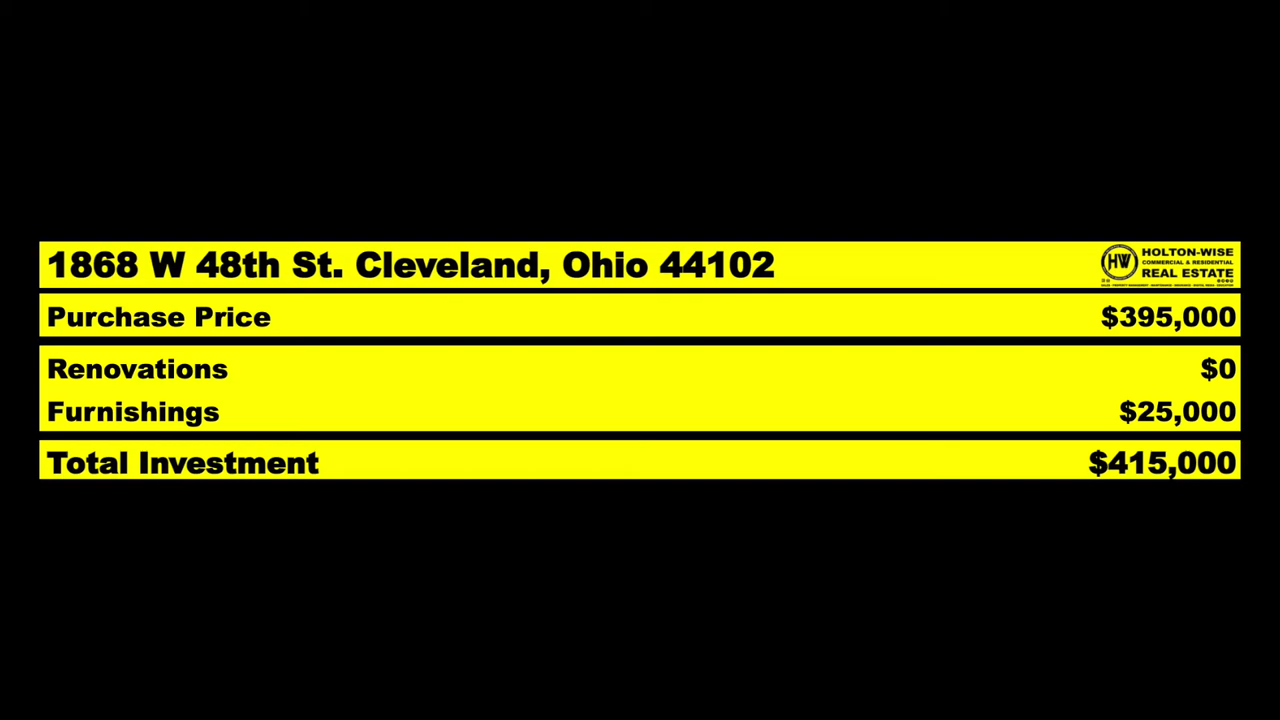 1868 W 48th St. Cleveland, Ohio 44102
HW
HOLTON-WISE
COMMERCIAL & RESIDENTIAL
REAL ESTATE
Purchase Price $395,000
Renovations $0
Furnishings $25,000
Total Investment $415,000